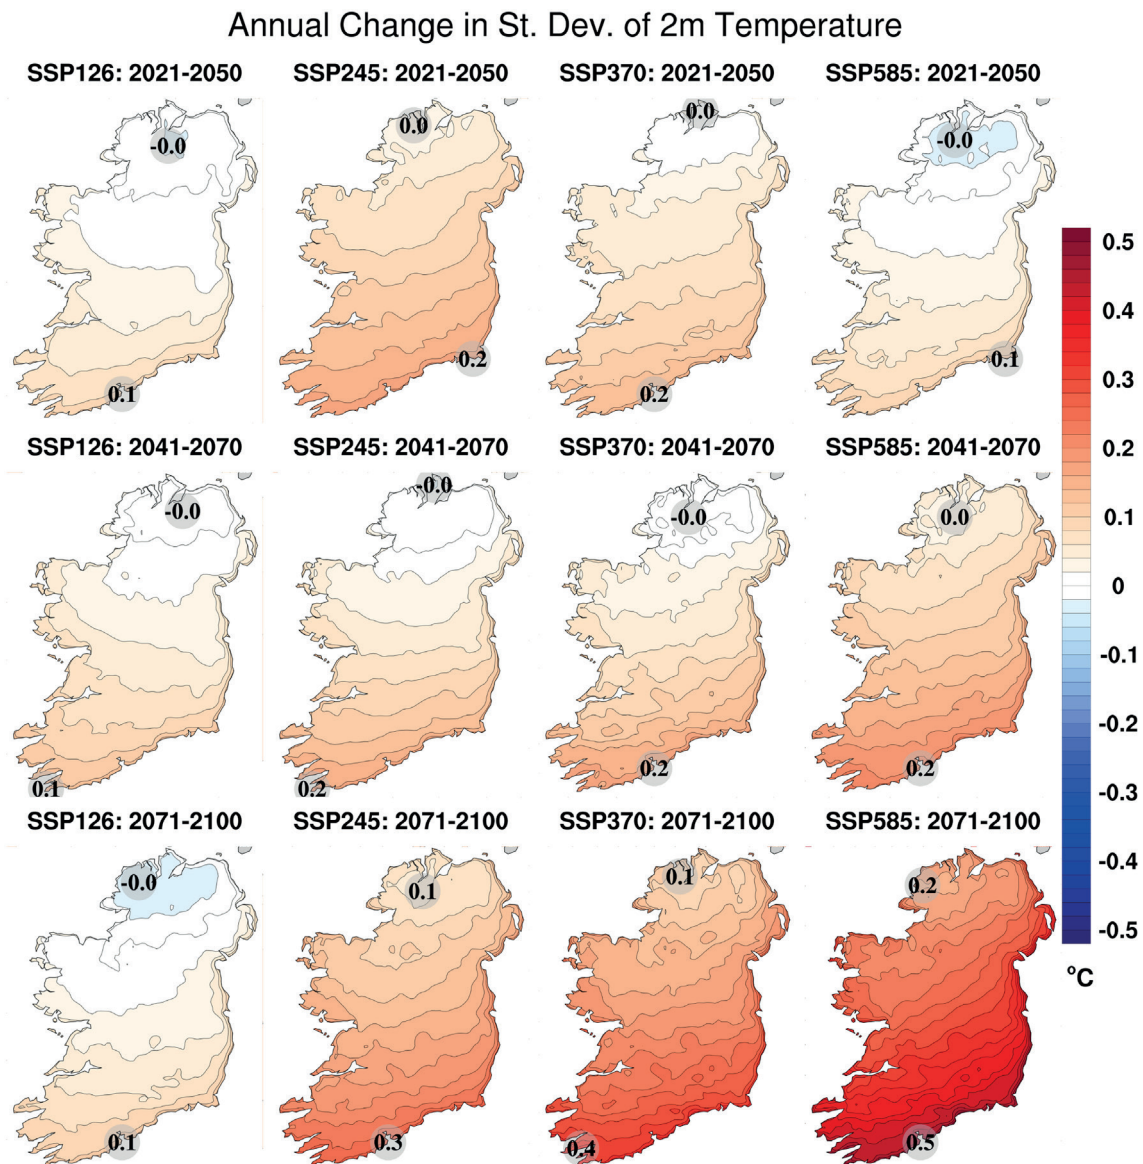 Annual Change in St. Dev. of 2m Temperature
SSP126: 2021-2050 SSP245: 2021-2050 SSP370: 2021-2050 SSP585: 2021-2050
-0.0 0.0 0.0 -0.0
0.1 0.2 0.2 0.1
SSP126: 2041-2070 SSP245: 2041-2070 SSP370: 2041-2070 SSP585: 2041-2070
-0.0 -0.0 -0.0 0.0
0.1 0.2 0.2 0.2
SSP126: 2071-2100 SSP245: 2071-2100 SSP370: 2071-2100 SSP585: 2071-2100
-0.0 0.1 0.1 0.2
0.1 0.3 0.4 0.5
0.5
0.4
0.3
0.2
0.1
0
-0.1
-0.2
-0.3
-0.4
-0.5
°C